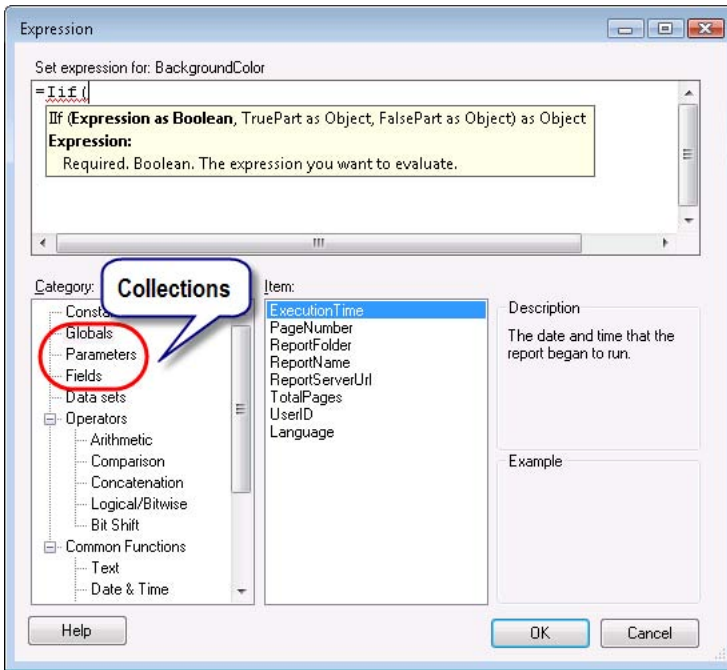 Expression
Set expression for: BackgroundColor
=Iif(
IIf (Expression as Boolean, TruePart as Object, FalsePart as Object) as Object
Expression:
Required. Boolean. The expression you want to evaluate.
Category:
Collections
Item:
Globals
Parameters
Fields
Data sets
Operators
Arithmetic
Comparison
Concatenation
Logical/Bitwise
Bit Shift
Common Functions
Text
Date & Time
ExecutionTime
PageNumber
ReportFolder
ReportName
ReportServerUrl
TotalPages
UserID
Language
Description
The date and time that the
report began to run.
Example
Help
OK
Cancel